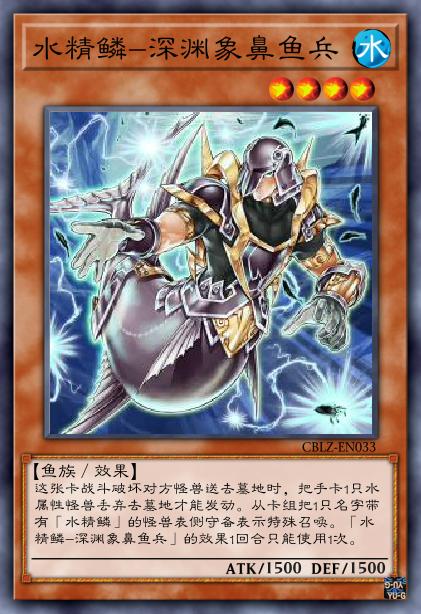 水精鳞-深渊象鼻鱼兵
水
CBLZ-EN033
【鱼族/效果】
这张卡战斗破坏对方怪兽送去墓地时，把手卡1只水
属性怪兽丢弃去墓地才能发动。从卡组把1只名字带
有「水精鳞」的怪兽表侧守备表示特殊召唤。「水
精鳞-深渊象鼻鱼兵」的效果1回合只能使用1次。
ATK/1500 DEF/1500
YU-G